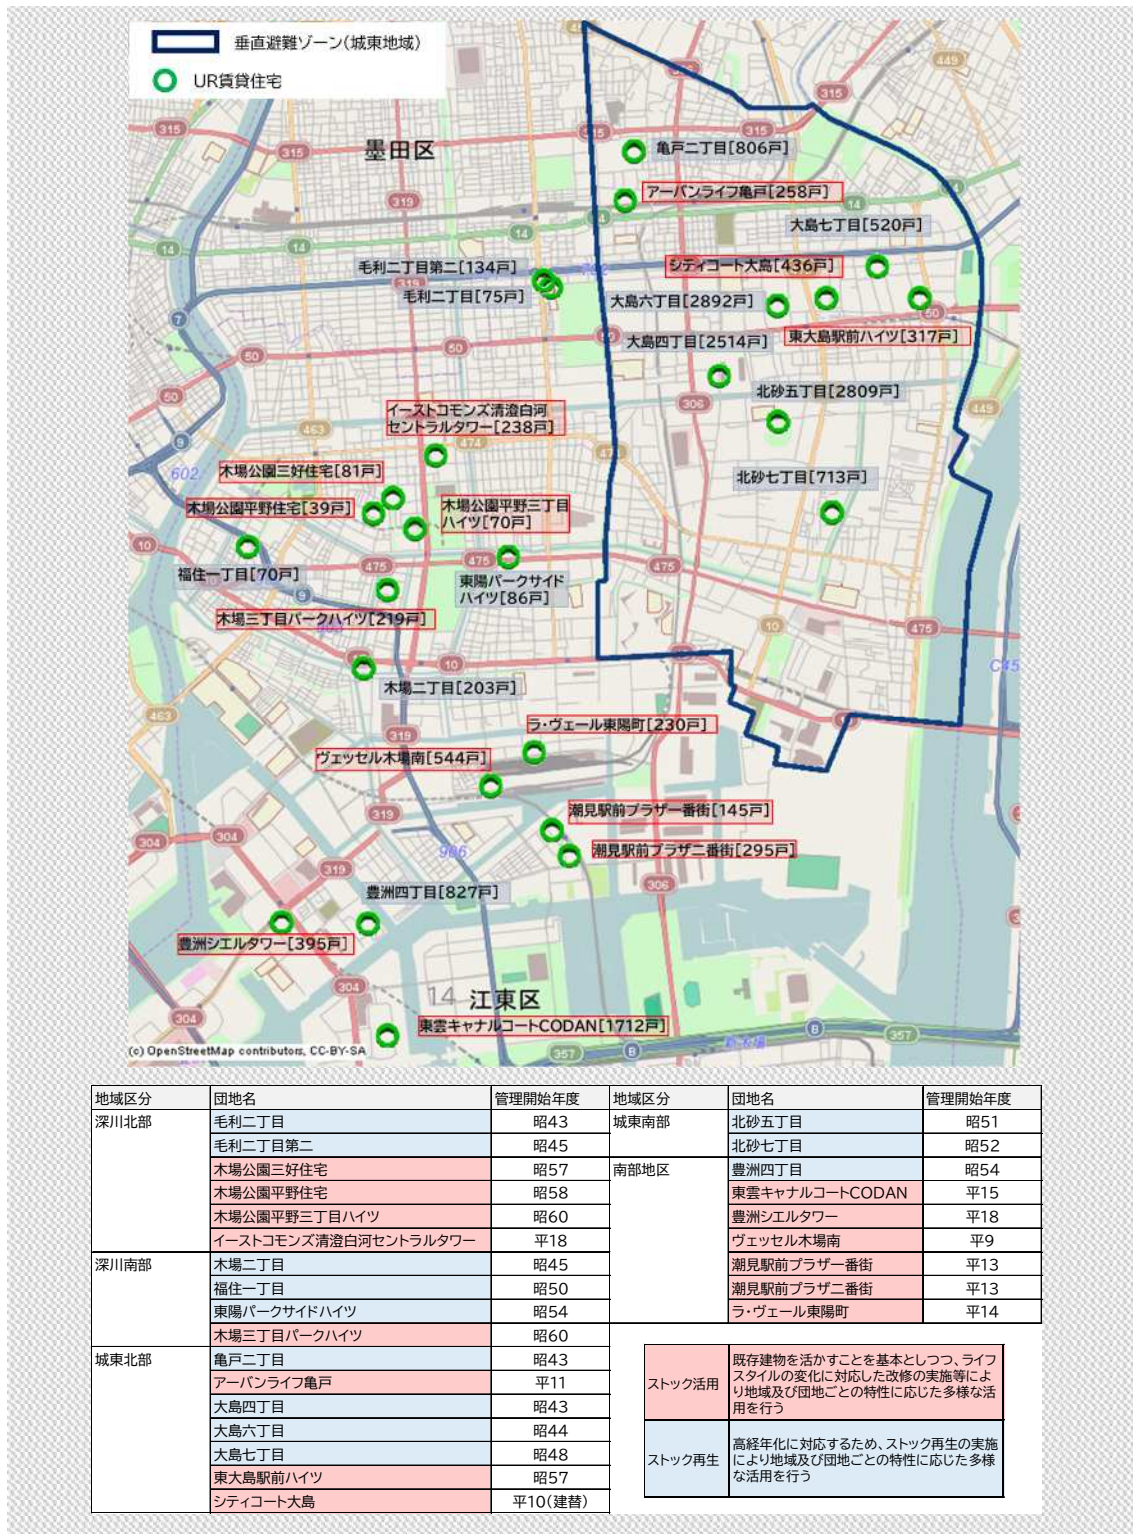 垂直避難ゾーン(城東地域)
UR賃貸住宅
墨田区
亀戸二丁目[806戸]
アーバンライフ亀戸[258戸]
大島七丁目[520戸]
シティコート大島[436戸]
毛利二丁目第二[134戸]
毛利二丁目[75戸]
大島六丁目[2892戸]
大島四丁目[2514戸]
東大島駅前ハイツ[317戸]
北砂五丁目[2809戸]
イーストコモンズ清澄白河
セントラルタワー[238戸]
木場公園三好住宅[81戸]
北砂七丁目[713戸]
木場公園平野住宅[39戸]
木場公園平野三丁目
ハイツ[70戸]
福住一丁目[70戸]
東陽パークサイド
ハイツ[86戸]
木場三丁目パークハイツ[219戸]
木場二丁目[203戸]
ラ・ヴェール東陽町[230戸]
ヴェッセル木場南[544戸]
潮見駅前プラザ一番街[145戸]
潮見駅前プラザ二番街[295戸]
豊洲四丁目[827戸]
豊洲シエルタワー[395戸]
14 江東区
東雲キャナルコートCODAN[1712戸]
(c) OpenStreetMap contributors, CC-BY-SA
地域区分 団地名 管理開始年度 地域区分 団地名 管理開始年度
深川北部 毛利二丁目 昭43 城東南部 北砂五丁目 昭51
毛利二丁目第二 昭45 北砂七丁目 昭52
木場公園三好住宅 昭57 南部地区 豊洲四丁目 昭54
木場公園平野住宅 昭58 東雲キャナルコートCODAN 平15
木場公園平野三丁目ハイツ 昭60 豊洲シエルタワー 平18
イーストコモンズ清澄白河セントラルタワー 平18 ヴェッセル木場南 平9
深川南部 木場二丁目 昭45 潮見駅前プラザ一番街 平13
福住一丁目 昭50 潮見駅前プラザ二番街 平13
東陽パークサイドハイツ 昭54 ラ・ヴェール東陽町 平14
木場三丁目パークハイツ 昭60
城東北部 亀戸二丁目 昭43
アーバンライフ亀戸 平11
大島四丁目 昭43
大島六丁目 昭44
大島七丁目 昭48
東大島駅前ハイツ 昭57
シティコート大島 平10(建替)
ストック活用
既存建物を活かすことを基本としつつ、ライフ
スタイルの変化に対応した改修の実施等によ
り地域及び団地ごとの特性に応じた多様な活
用を行う
ストック再生
高経年化に対応するため、ストック再生の実施
により地域及び団地ごとの特性に応じた多様
な活用を行う